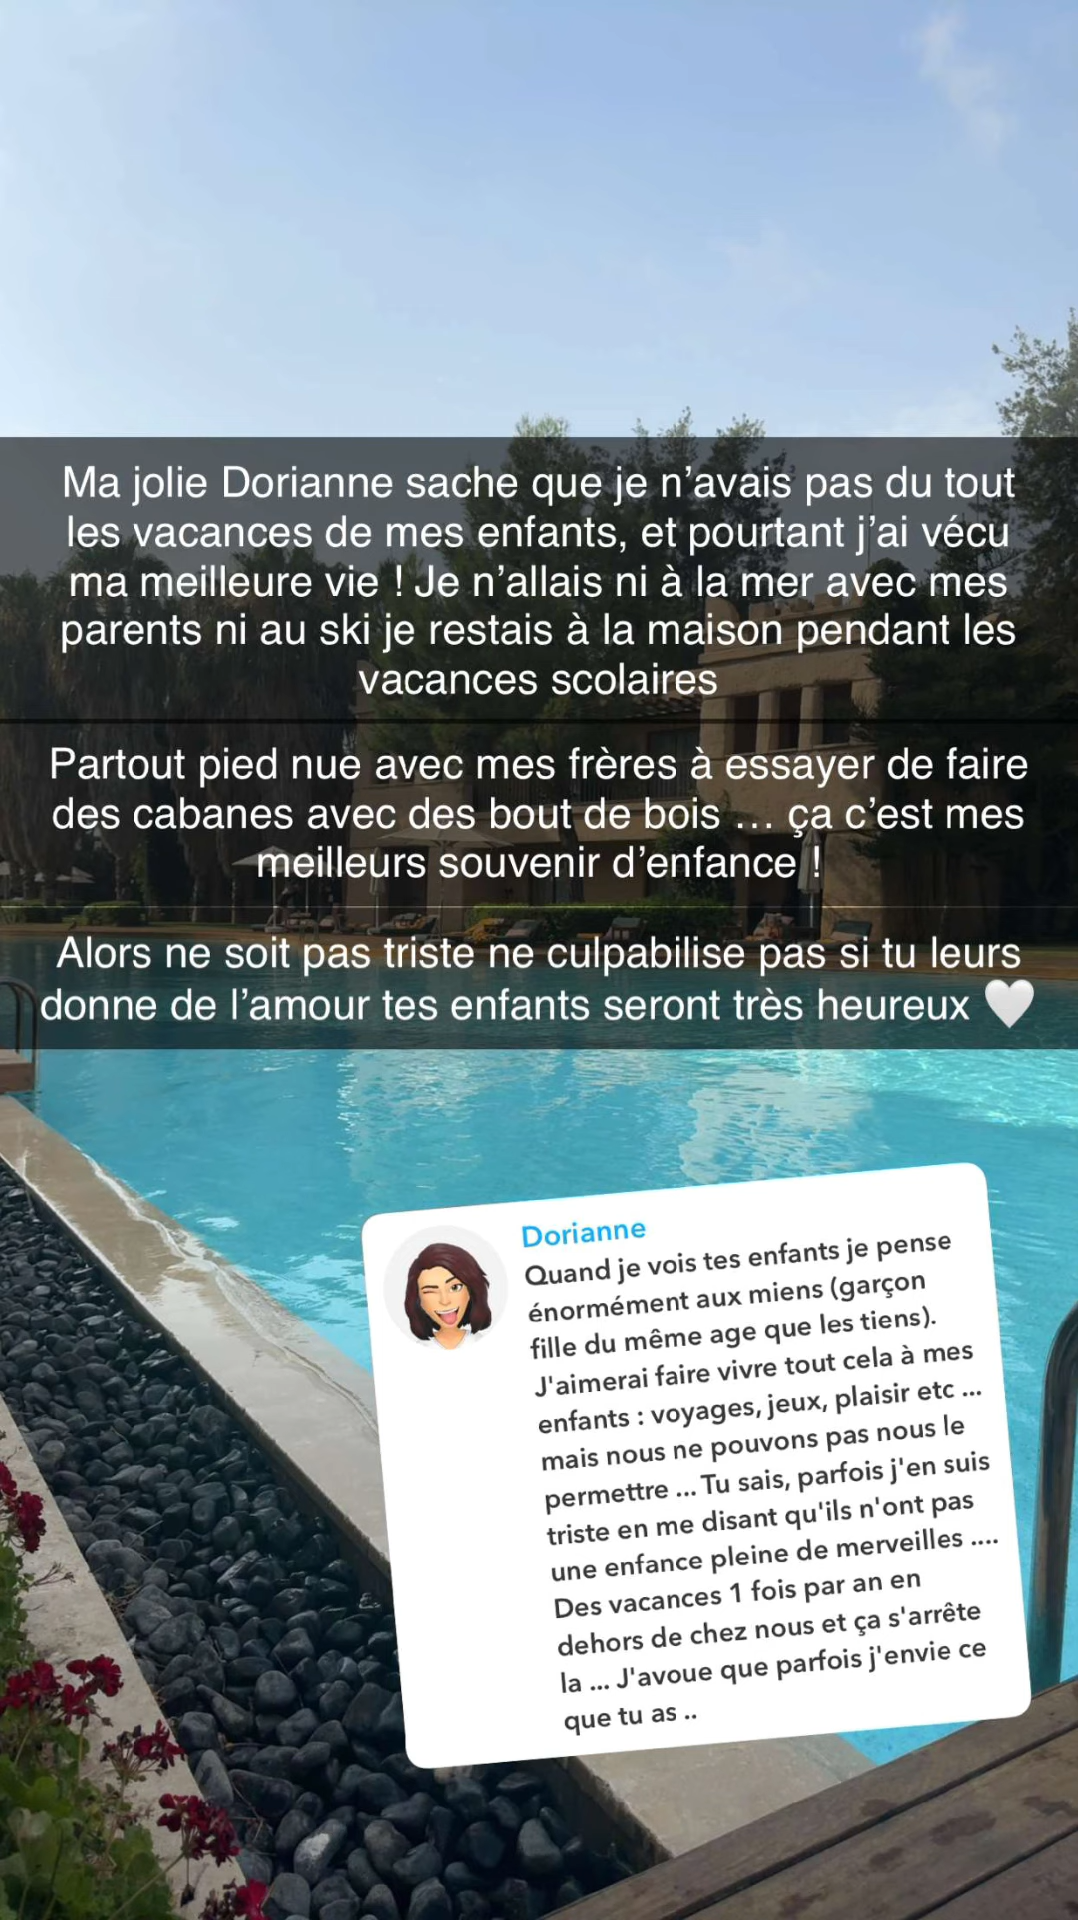 Ma jolie Dorianne sache que je n’avais pas du tout
les vacances de mes enfants, et pourtant j’ai vécu
ma meilleure vie ! Je n’allais ni à la mer avec mes
parents ni au ski je restais à la maison pendant les
vacances scolaires
Partout pied nue avec mes frères à essayer de faire
des cabanes avec des bout de bois … ça c’est mes
meilleurs souvenir d’enfance !
Alors ne soit pas triste ne culpabilise pas si tu leurs
donne de l’amour tes enfants seront très heureux 🤍
Dorianne
Quand je vois tes enfants je pense
énormément aux miens (garçon
fille du même age que les tiens).
J'aimerai faire vivre tout cela à mes
enfants : voyages, jeux, plaisir etc ...
mais nous ne pouvons pas nous le
permettre ... Tu sais, parfois j'en suis
triste en me disant qu'ils n'ont pas
une enfance pleine de merveilles ....
Des vacances 1 fois par an en
dehors de chez nous et ça s'arrête
la ... J'avoue que parfois j'envie ce
que tu as ..